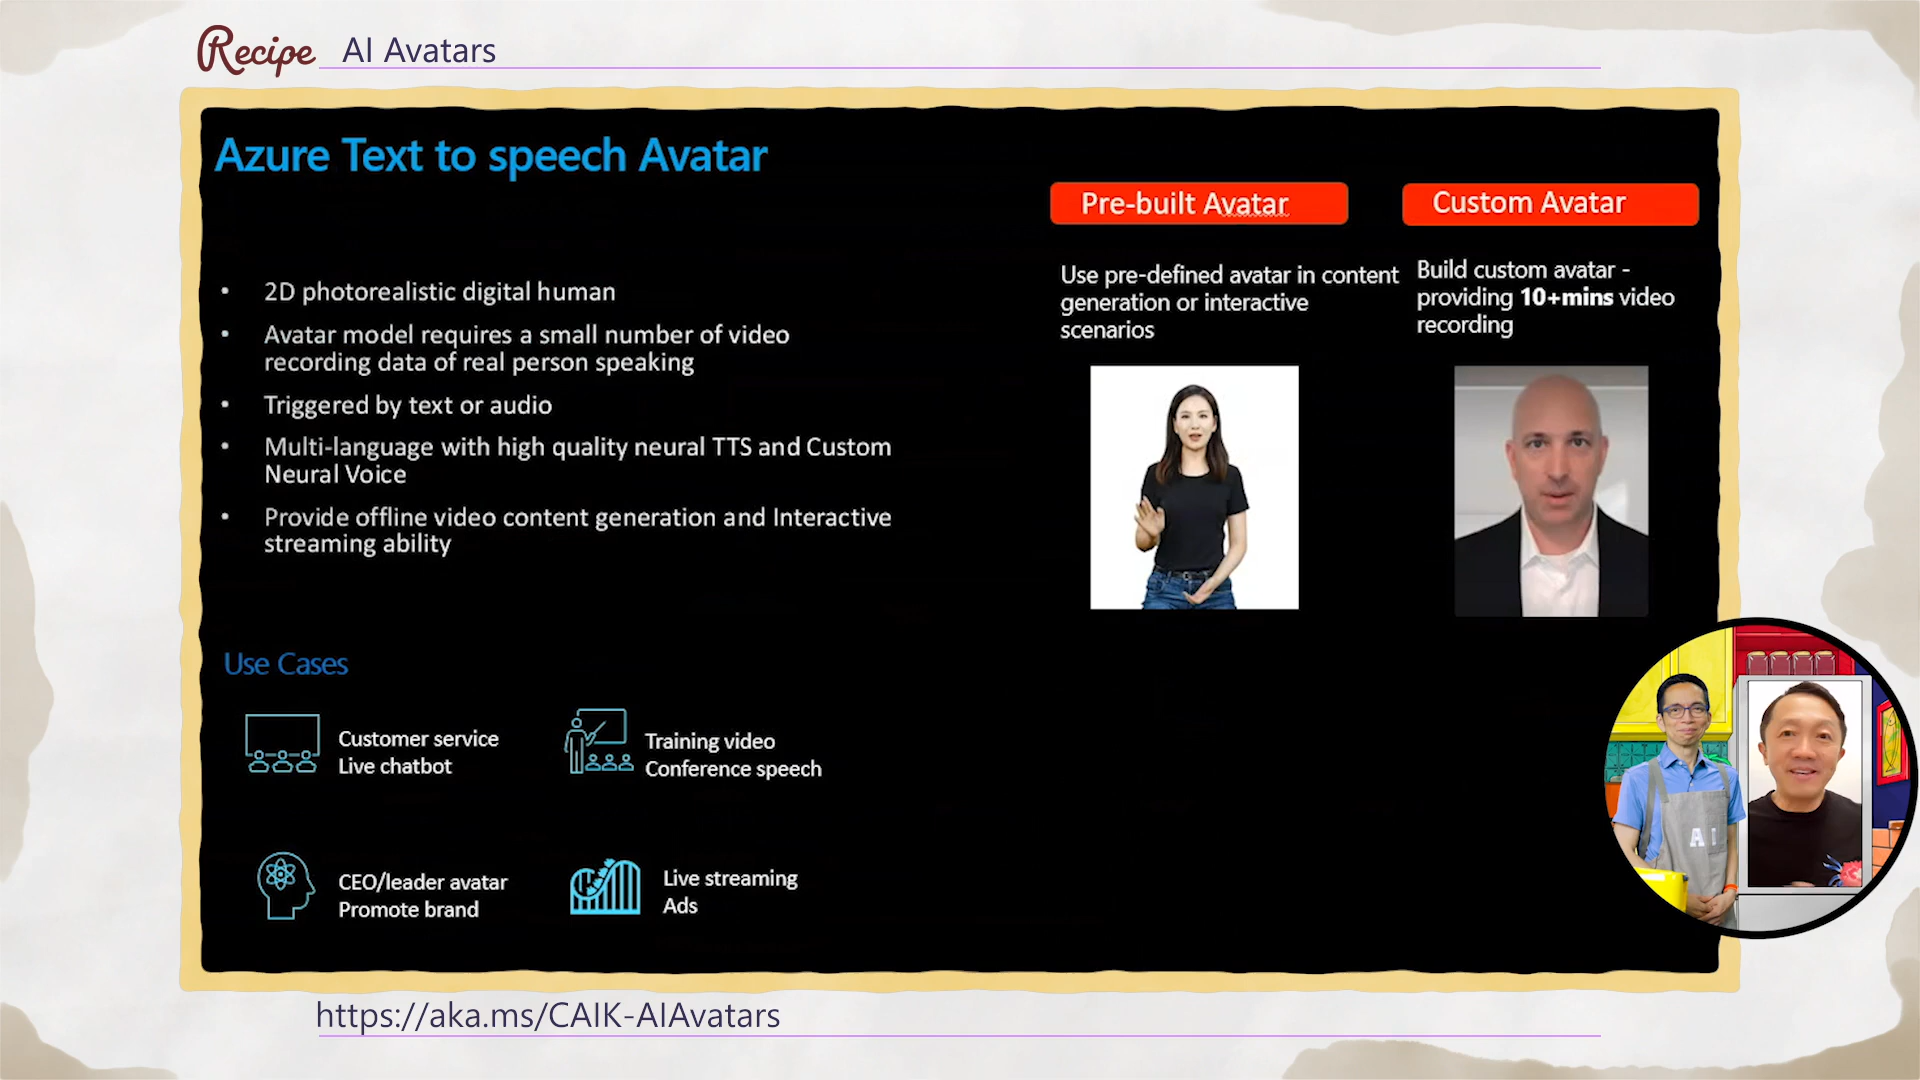 Recipe AI Avatars
Azure Text to speech Avatar
• 2D photorealistic digital human
• Avatar model requires a small number of video
recording data of real person speaking
• Triggered by text or audio
• Multi-language with high quality neural TTS and Custom
Neural Voice
• Provide offline video content generation and Interactive
streaming ability
Pre-built Avatar
Use pre-defined avatar in content
generation or interactive
scenarios
Custom Avatar
Build custom avatar -
providing 10+mins video
recording
Use Cases
Customer service
Live chatbot
Training video
Conference speech
CEO/leader avatar
Promote brand
Live streaming
Ads
AI
https://aka.ms/CAIK-AIAvatars